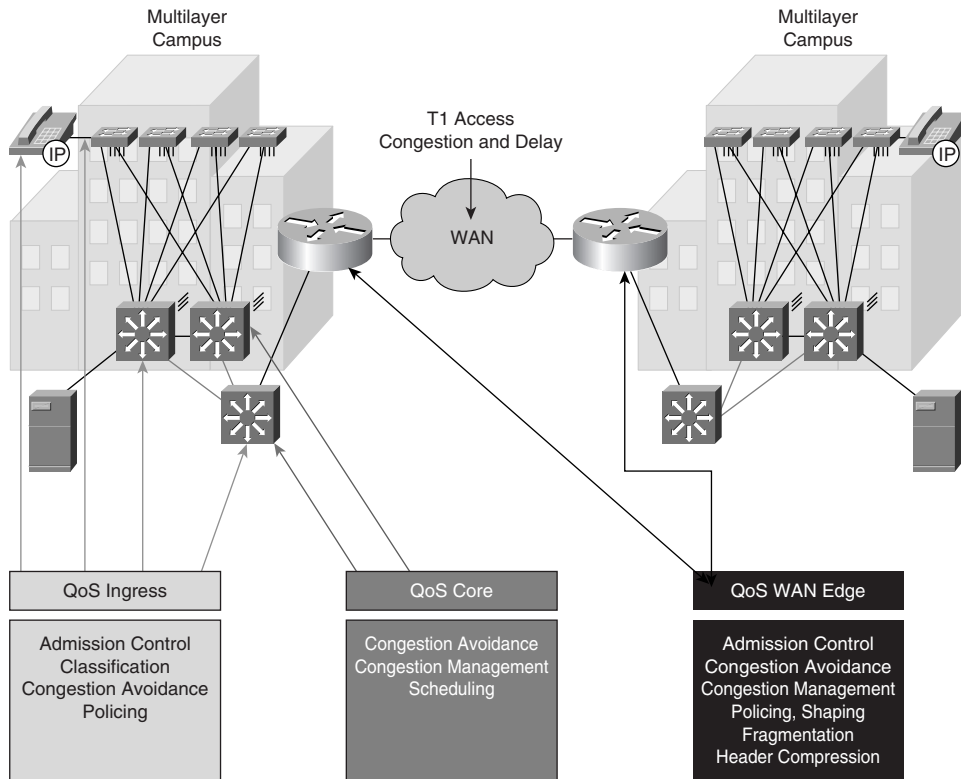 Multilayer
Campus
Multilayer
Campus
T1 Access
Congestion and Delay
IP
IP
WAN
QoS Ingress
QoS Core
QoS WAN Edge
Admission Control
Classification
Congestion Avoidance
Policing
Congestion Avoidance
Congestion Management
Scheduling
Admission Control
Congestion Avoidance
Congestion Management
Policing, Shaping
Fragmentation
Header Compression